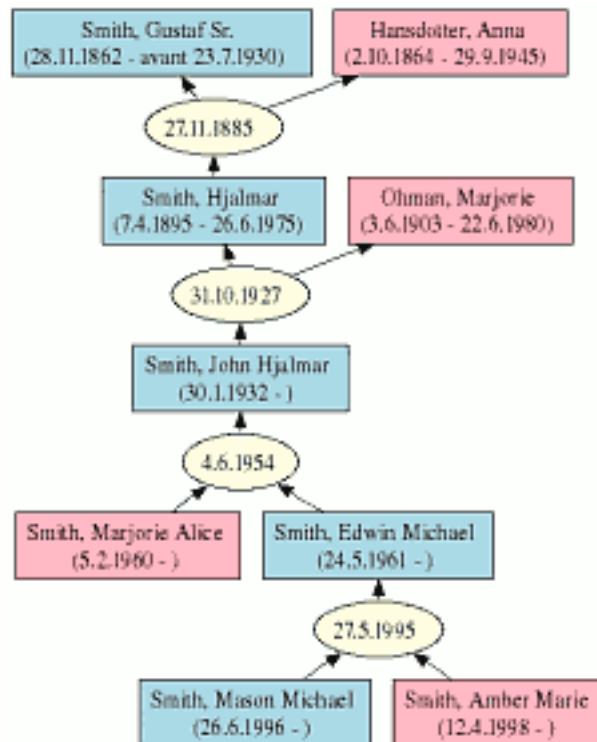 Smith, Gustaf Sr.
(28.11.1862 - avant 23.7.1930)
Hansdotter, Anna
(2.10.1864 - 29.9.1945)
27.11.1885
Smith, Hjalmar
(7.4.1895 - 26.6.1975)
Ohman, Marjorie
(3.6.1903 - 22.6.1980)
31.10.1927
Smith, John Hjalmar
(30.1.1932 - )
4.6.1954
Smith, Marjorie Alice
(5.2.1960 - )
Smith, Edwin Michael
(24.5.1961 - )
27.5.1995
Smith, Mason Michael
(26.6.1996 - )
Smith, Amber Marie
(12.4.1998 - )